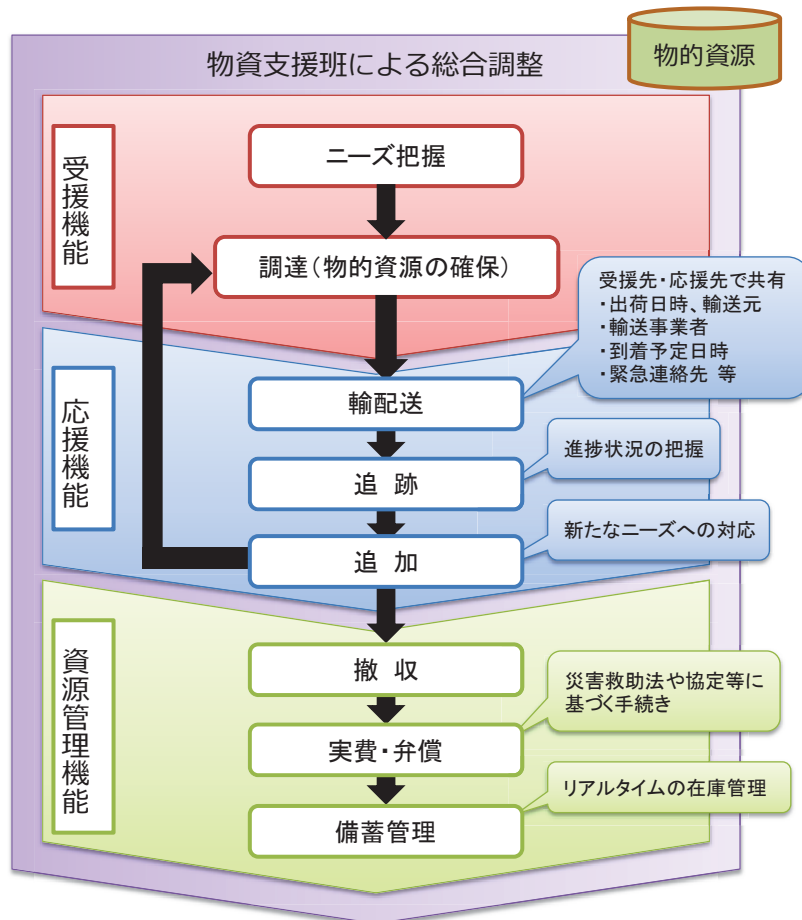 物的資源
物資支援班による総合調整
受援機能
ニーズ把握
調達(物的資源の確保)
受援先・応援先で共有
・出荷日時、輸送元
・輸送事業者
・到着予定日時
・緊急連絡先 等
応援機能
輸配送
追 跡
進捗状況の把握
追 加
新たなニーズへの対応
資源管理機能
撤 収
災害救助法や協定等に
基づく手続き
実費・弁償
リアルタイムの在庫管理
備蓄管理